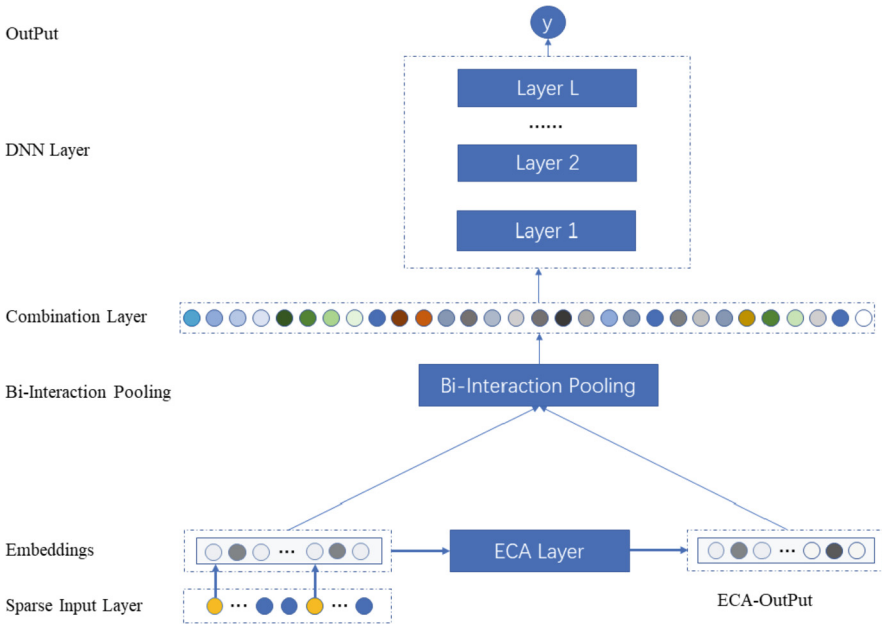 OutPut
y
DNN Layer
Layer L
......
Layer 2
Layer 1
Combination Layer
Bi-Interaction Pooling
Bi-Interaction Pooling
Embeddings
...
ECA Layer
...
Sparse Input Layer
...
...
ECA-OutPut